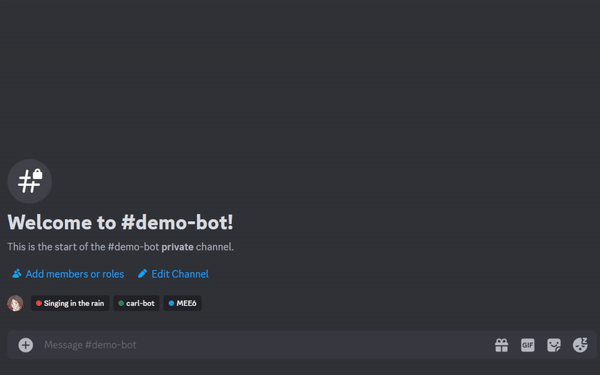 Welcome to #demo-bot!
This is the start of the #demo-bot private channel.
Add members or roles Edit Channel
Singing in the rain carl-bot MEE6
Message #demo-bot GIF